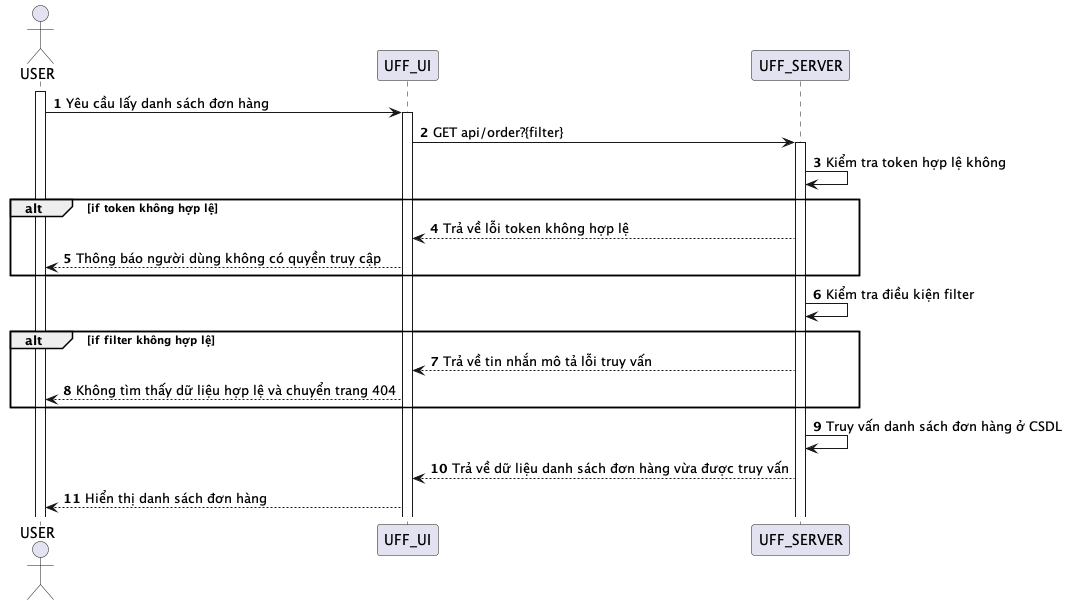 USER
UFF_UI
UFF_SERVER
1 Yêu cầu lấy danh sách đơn hàng
2 GET api/order?{filter}
3 Kiểm tra token hợp lệ không
alt [if token không hợp lệ]
4 Trả về lỗi token không hợp lệ
5 Thông báo người dùng không có quyền truy cập
6 Kiểm tra điều kiện filter
alt [if filter không hợp lệ]
7 Trả về tin nhắn mô tả lỗi truy vấn
8 Không tìm thấy dữ liệu hợp lệ và chuyển trang 404
9 Truy vấn danh sách đơn hàng ở CSDL
10 Trả về dữ liệu danh sách đơn hàng vừa được truy vấn
11 Hiển thị danh sách đơn hàng
USER
UFF_UI
UFF_SERVER